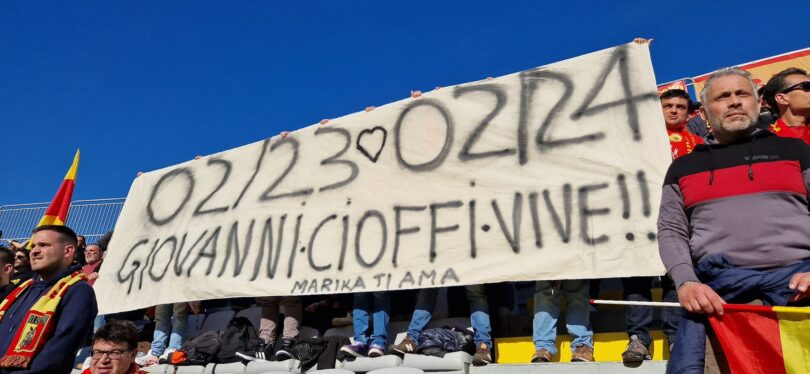 02/23♡02/24
GIOVANNI·CIOFFI·VIVE!!
MARIKA TI AMA